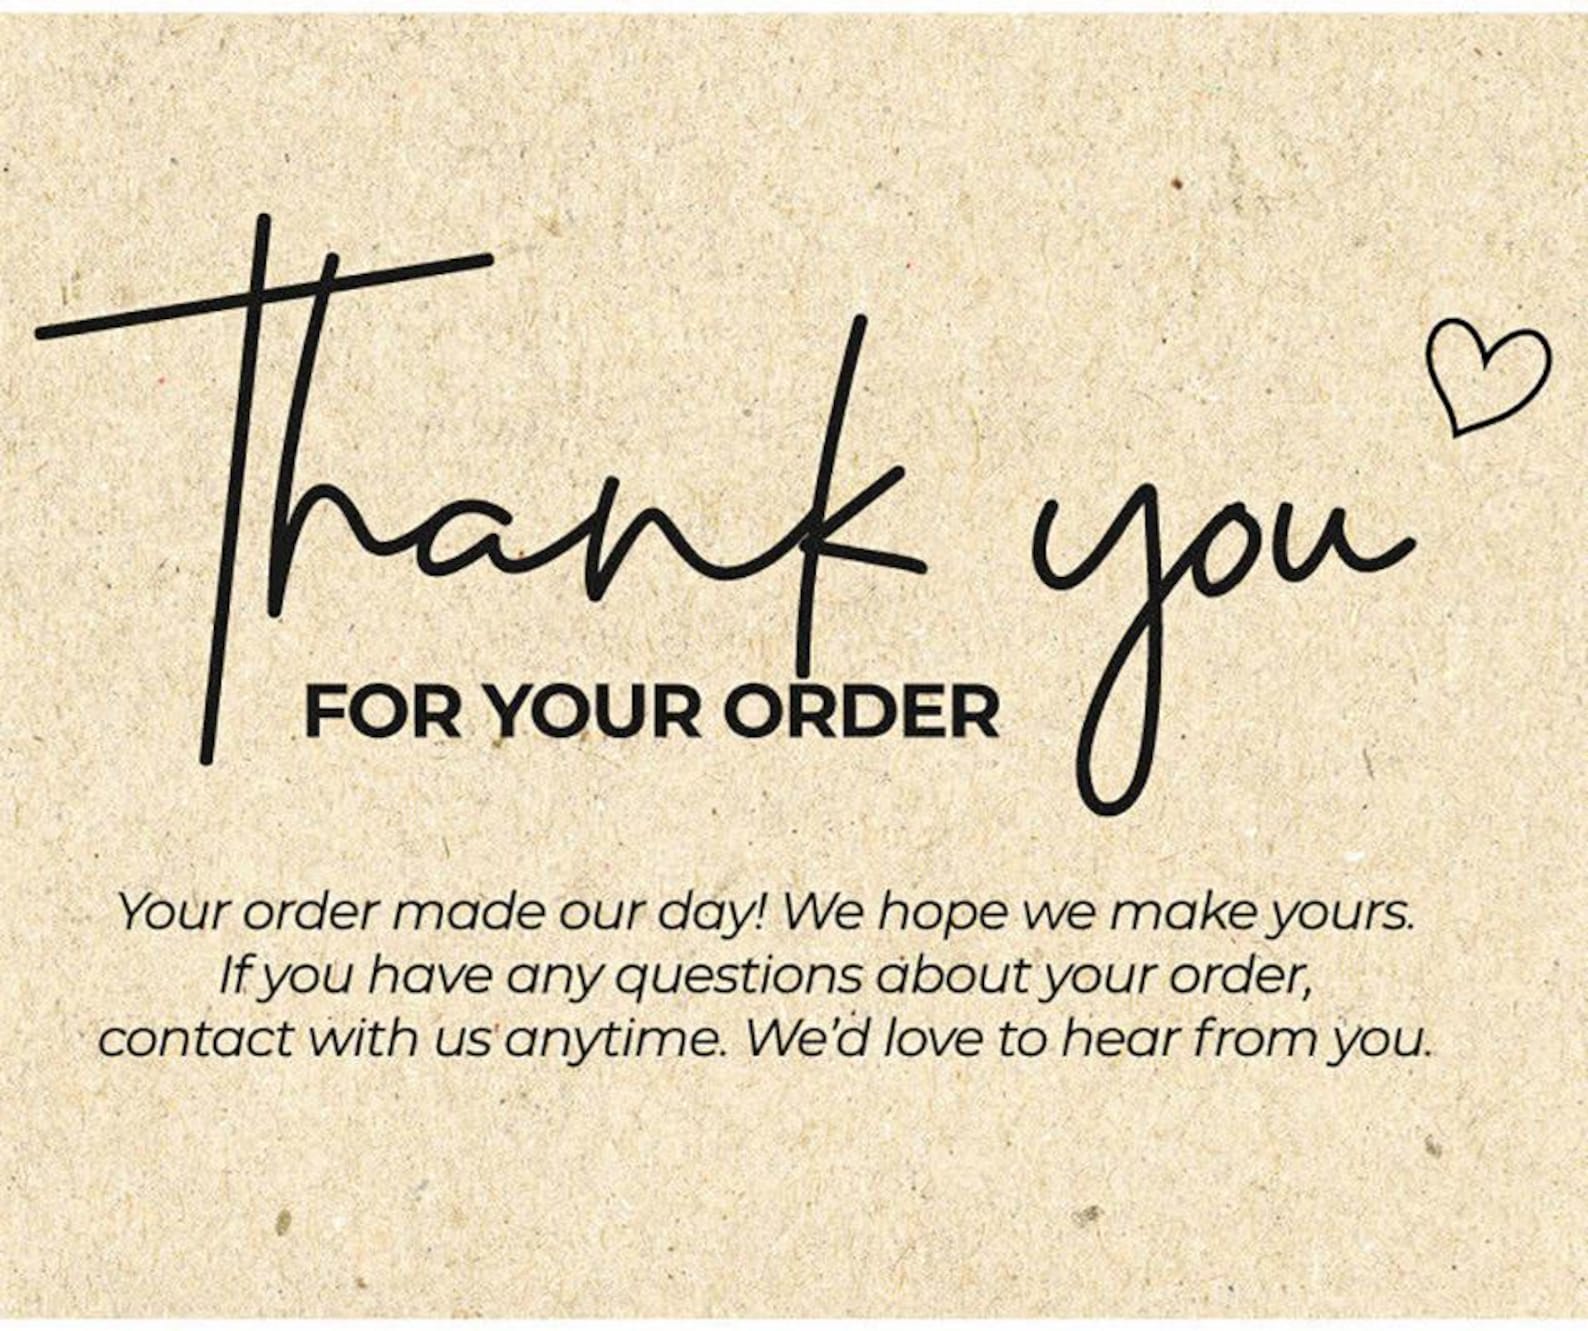 Thank you
FOR YOUR ORDER
Your order made our day! We hope we make yours.
If you have any questions about your order,
contact with us anytime. We'd love to hear from you.